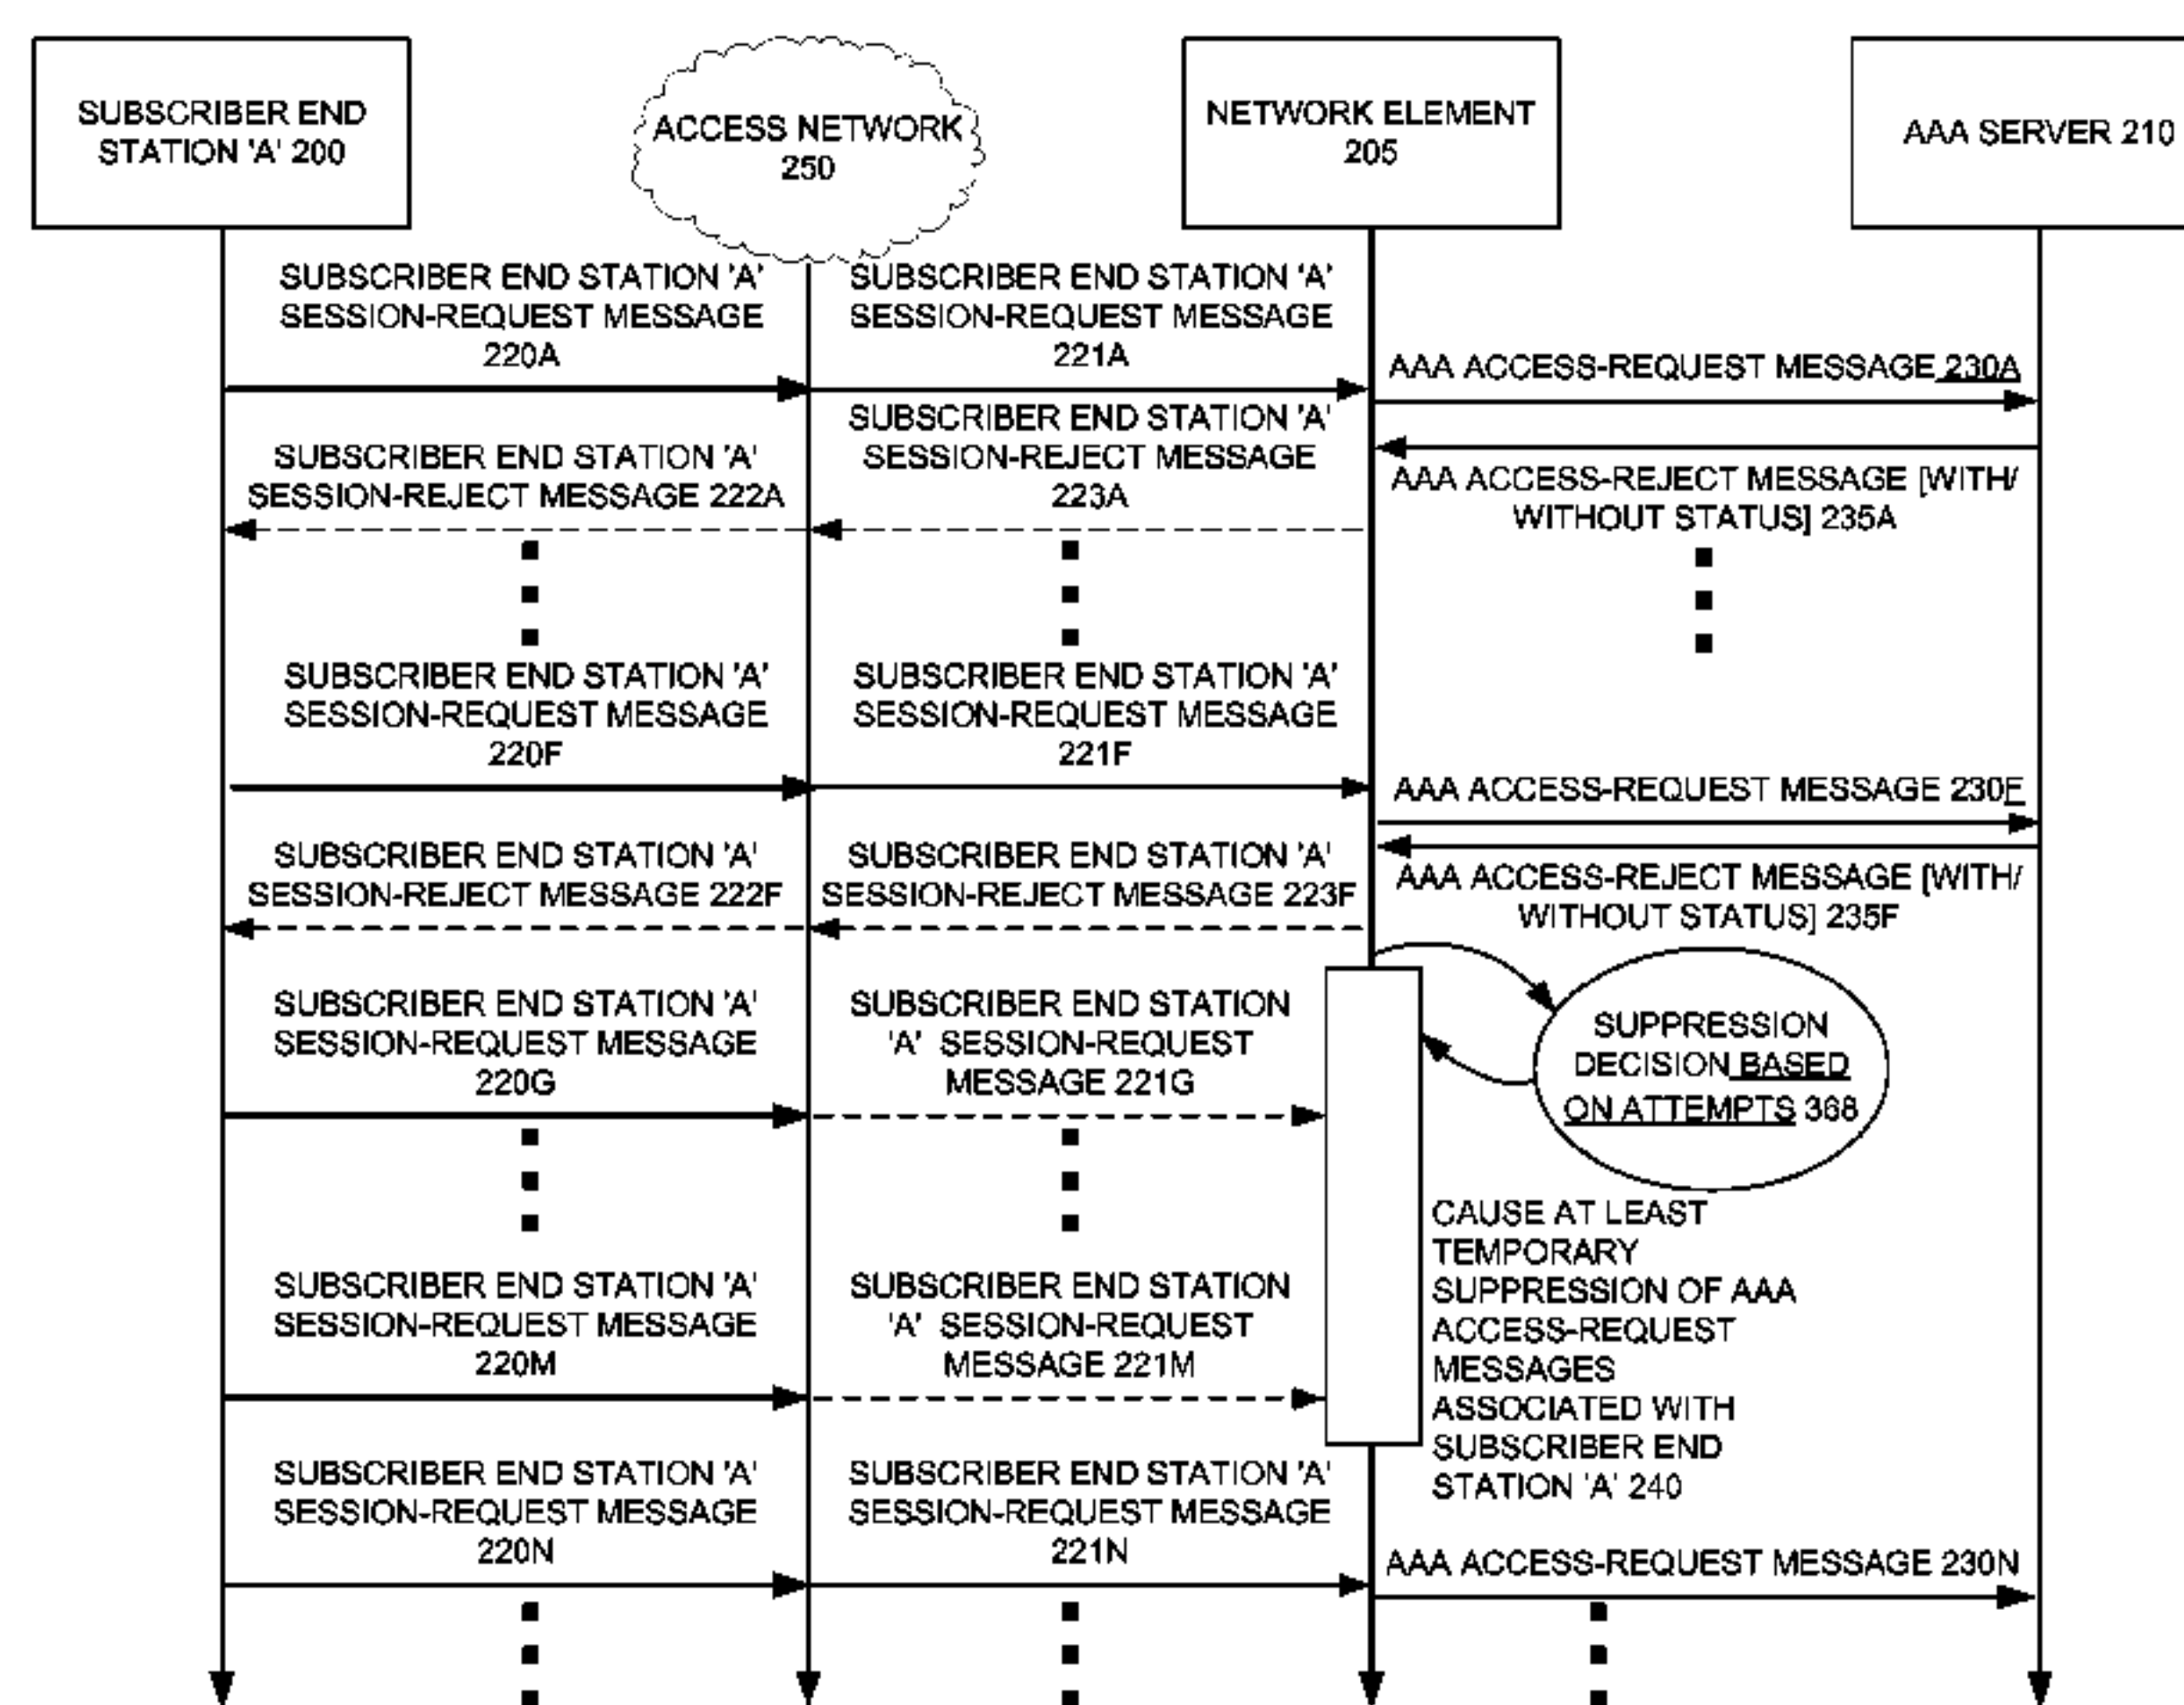 SUBSCRIBER END
STATION 'A' 200
ACCESS NETWORK
250
NETWORK ELEMENT
205
AAA SERVER 210
SUBSCRIBER END STATION 'A'
SESSION-REQUEST MESSAGE
220A
SUBSCRIBER END STATION 'A'
SESSION-REQUEST MESSAGE
221A
AAA ACCESS-REQUEST MESSAGE 230A
SUBSCRIBER END STATION 'A'
SESSION-REJECT MESSAGE 222A
SUBSCRIBER END STATION 'A'
SESSION-REJECT MESSAGE
223A
AAA ACCESS-REJECT MESSAGE [WITH/
WITHOUT STATUS] 235A
SUBSCRIBER END STATION 'A'
SESSION-REQUEST MESSAGE
220F
SUBSCRIBER END STATION 'A'
SESSION-REQUEST MESSAGE
221F
AAA ACCESS-REQUEST MESSAGE 230F
SUBSCRIBER END STATION 'A'
SESSION-REJECT MESSAGE 222F
SUBSCRIBER END STATION 'A'
SESSION-REJECT MESSAGE 223F
AAA ACCESS-REJECT MESSAGE [WITH/
WITHOUT STATUS] 235F
SUBSCRIBER END STATION 'A'
SESSION-REQUEST MESSAGE
220G
SUBSCRIBER END STATION
'A' SESSION-REQUEST
MESSAGE 221G
SUPPRESSION
DECISION BASED
ON ATTEMPTS 368
CAUSE AT LEAST
TEMPORARY
SUPPRESSION OF AAA
ACCESS-REQUEST
MESSAGES
ASSOCIATED WITH
SUBSCRIBER END
STATION 'A' 240
SUBSCRIBER END STATION 'A'
SESSION-REQUEST MESSAGE
220M
SUBSCRIBER END STATION
'A' SESSION-REQUEST
MESSAGE 221M
SUBSCRIBER END STATION 'A'
SESSION-REQUEST MESSAGE
220N
SUBSCRIBER END STATION 'A'
SESSION-REQUEST MESSAGE
221N
AAA ACCESS-REQUEST MESSAGE 230N